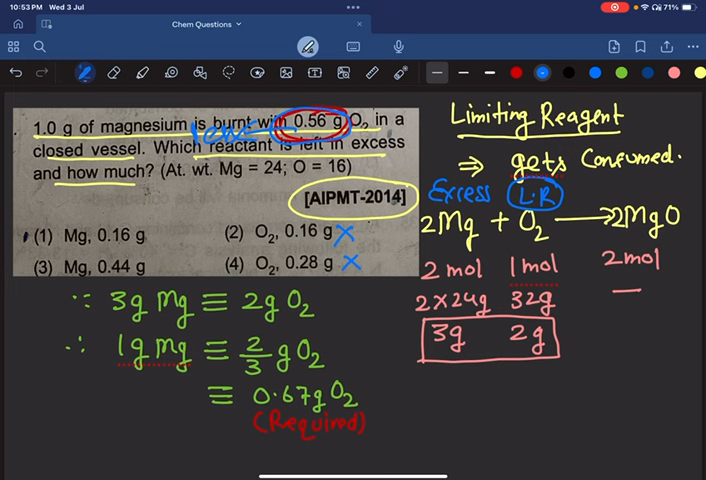 10:53 PM Wed 3 Jul
61%
Chem Questions
1.0 g of magnesium is burnt with 0.56 g O₂ in a
closed vessel. Which reactant is left in excess
and how much? (At. wt. Mg = 24; O = 16)
[AIPMT-2014]
(1) Mg, 0.16 g (2) O₂, 0.16 g X
(3) Mg, 0.44 g (4) O₂, 0.28 g X
∵ 3g Mg ≡ 2g O₂
∴ 1g Mg ≡ 2/3 g O₂
≡ 0.67g O₂
(Required)
Limiting Reagent
⇒ gets Consumed.
Excess L.R
2Mg + O₂ → 2MgO
2 mol 1 mol 2 mol
2×24g 32g —
3g 2g